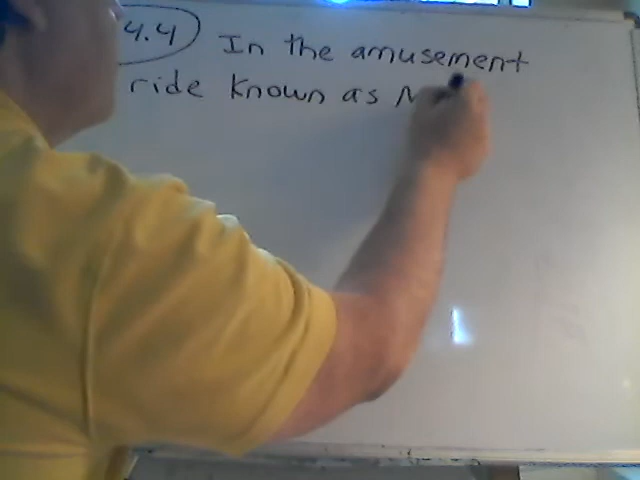 4.4 In the amusement
ride known as